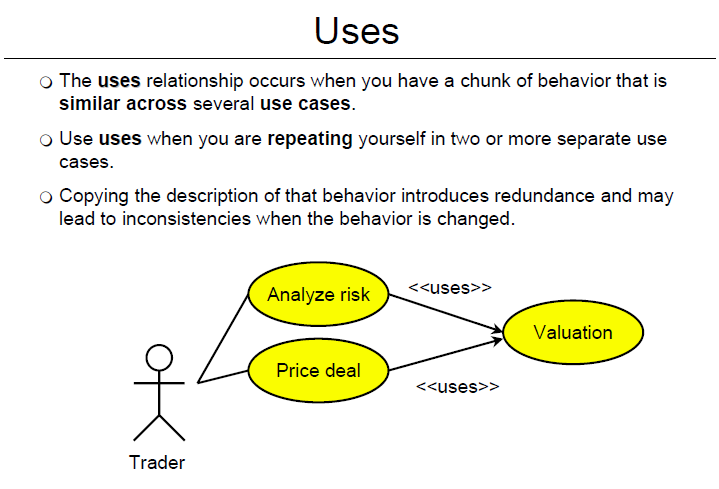 Uses
The uses relationship occurs when you have a chunk of behavior that is
similar across several use cases.
Use uses when you are repeating yourself in two or more separate use
cases.
Copying the description of that behavior introduces redundance and may
lead to inconsistencies when the behavior is changed.
Analyze risk
<<uses>>
Valuation
Price deal
<<uses>>
Trader